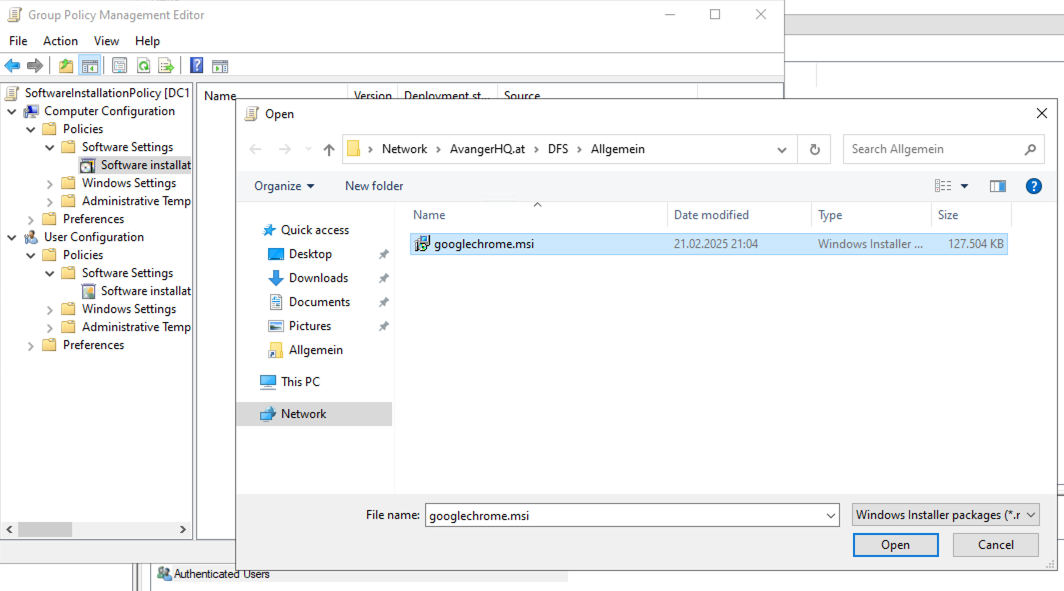 Group Policy Management Editor
File Action View Help
SoftwareInstallationPolicy [DC1
Computer Configuration
Policies
Software Settings
Software installat
Windows Settings
Administrative Temp
Preferences
User Configuration
Policies
Software Settings
Software installat
Windows Settings
Administrative Temp
Preferences
Name Version Deployment st... Source
Open
Network AvangerHQ.at DFS Allgemein
Search Allgemein
Organize New folder
Quick access
Desktop
Downloads
Documents
Pictures
Allgemein
This PC
Network
Name Date modified Type Size
googlechrome.msi 21.02.2025 21:04 Windows Installer ... 127.504 KB
File name: googlechrome.msi Windows Installer packages (*.r
Open Cancel
Authenticated Users